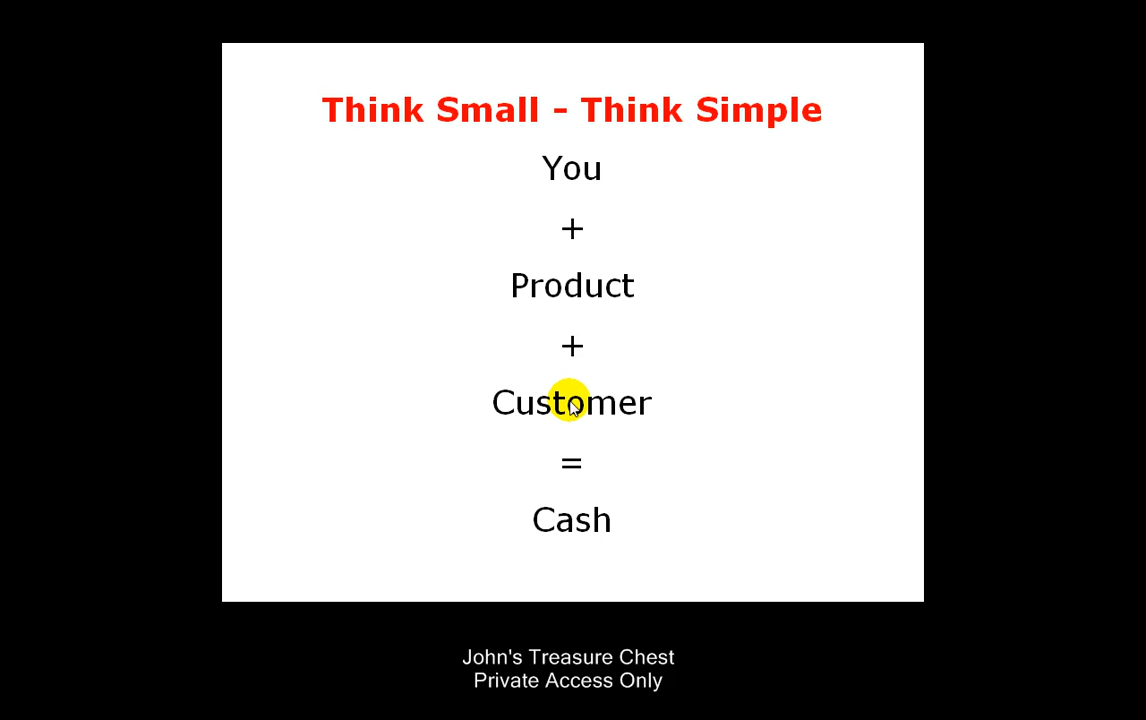 Think Small - Think Simple
You
+
Product
+
Customer
=
Cash
John's Treasure Chest
Private Access Only